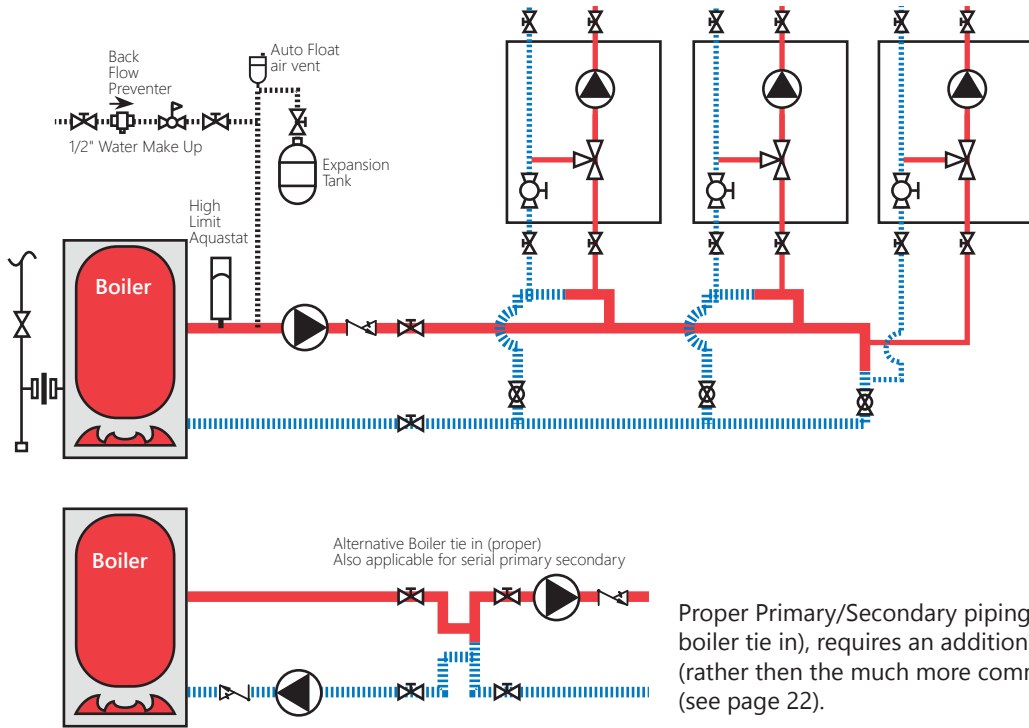 Back
Flow
Preventer
Auto Float
air vent
1/2" Water Make Up
Expansion
Tank
High
Limit
Aquastat
Boiler
Boiler
Alternative Boiler tie in (proper)
Also applicable for serial primary secondary
Proper Primary/Secondary piping
boiler tie in), requires an addition
(rather then the much more comm
(see page 22).